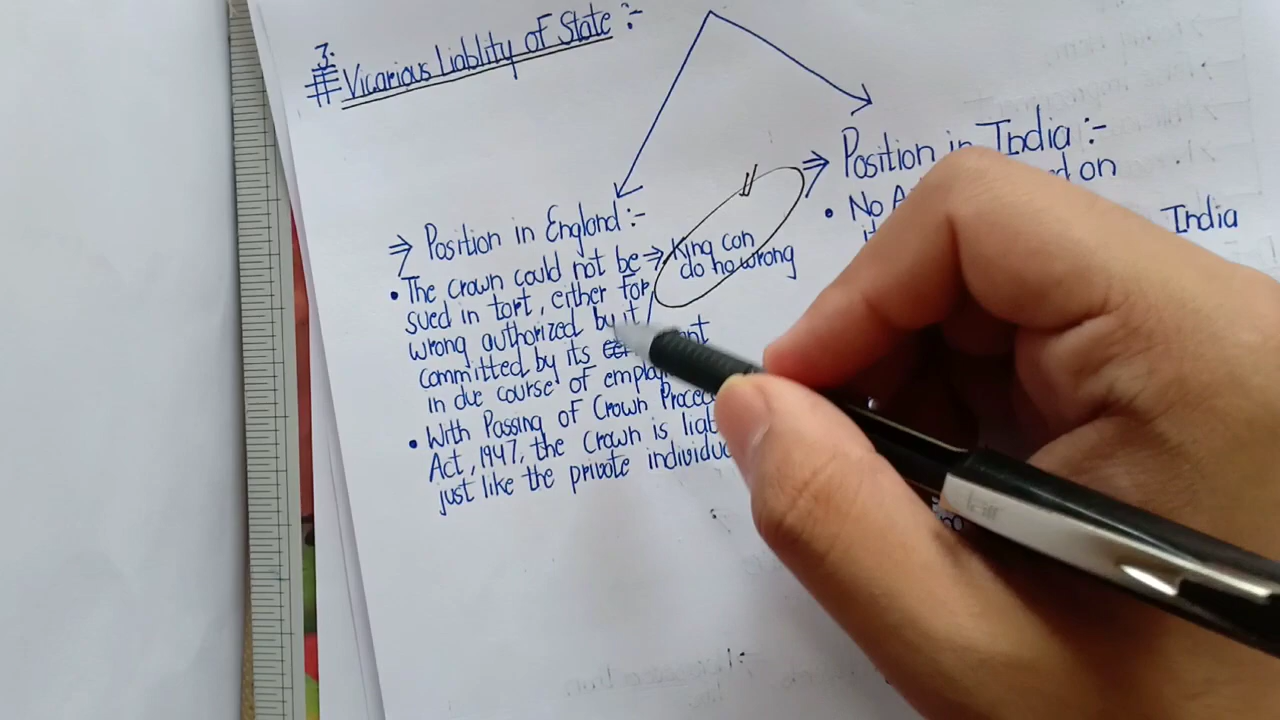 3.
# Vicarious Liablity of State :-
⇒ Position in England :-
• The Crown could not be ⇒ King can
do no wrong
sued in tort, either for
wrong authorized by it /
committed by its
in due course of
• With Passing of Crown
Act, 1947, the Crown is
just like the private
⇒ Position in India :-
• No on
India